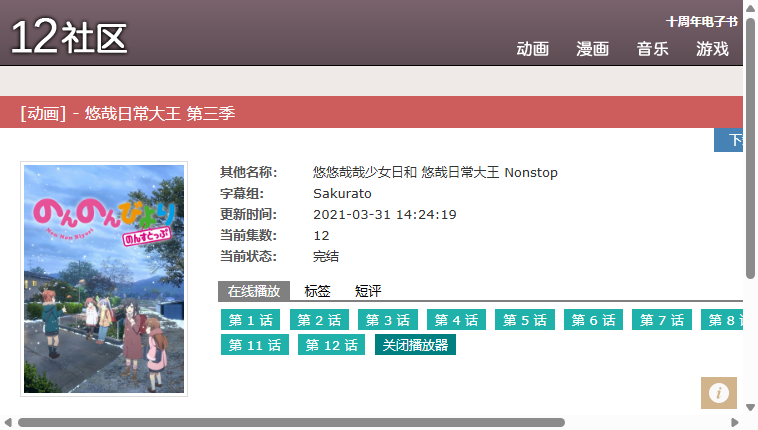 十周年电子书
12社区
动画 漫画 音乐 游戏
[动画] - 悠哉日常大王 第三季
其他名称: 悠悠哉哉少女日和 悠哉日常大王 Nonstop
字幕组: Sakurato
更新时间: 2021-03-31 14:24:19
当前集数: 12
当前状态: 完结
のんのんびより
Non Non Biyori
のんすとっぷ
在线播放 标签 短评
第 1 话 第 2 话 第 3 话 第 4 话 第 5 话 第 6 话 第 7 话 第 8
第 11 话 第 12 话 关闭播放器
i